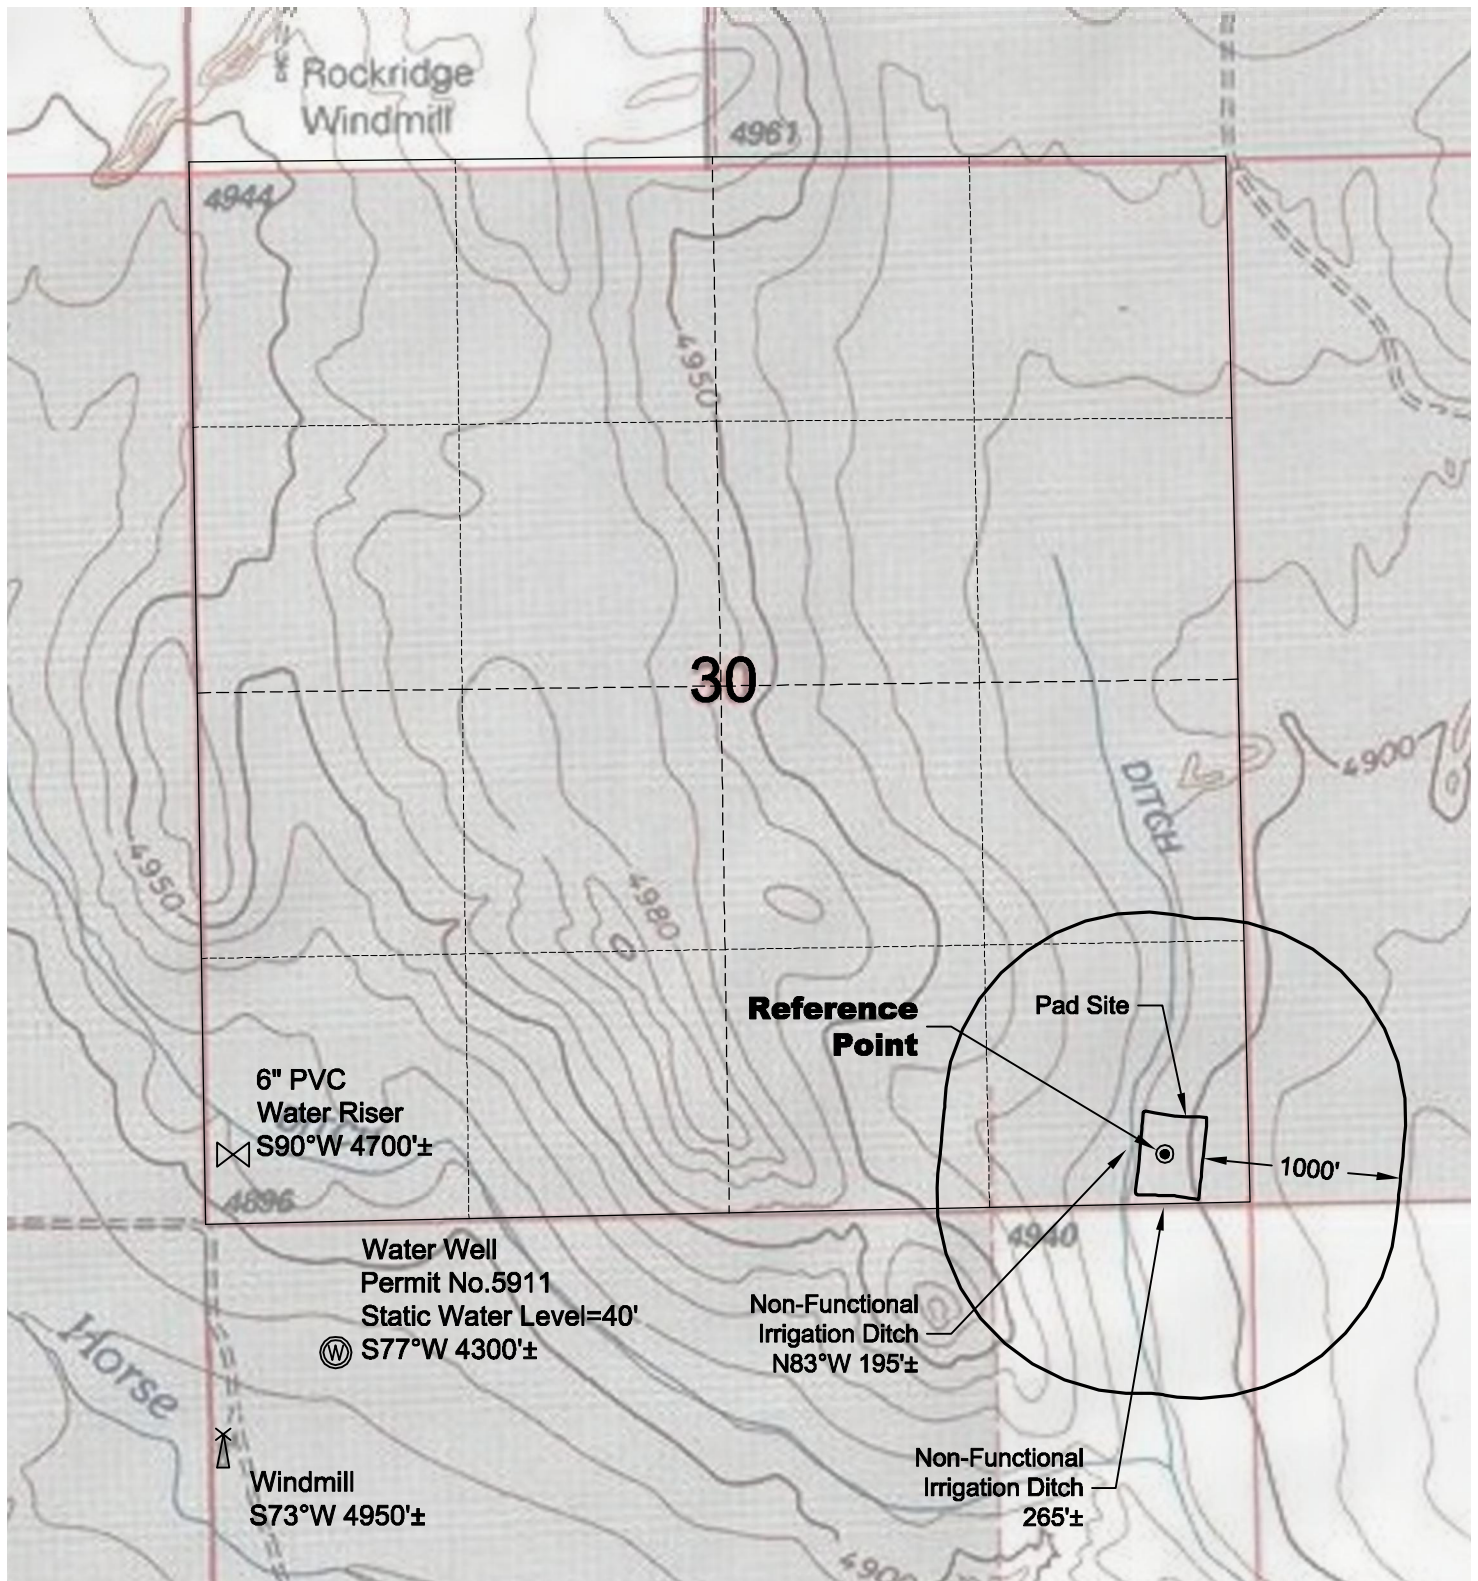 Rockridge
Windmill
4961
4944
4950
30
4900
DITCH
4950
4980
Reference
Point
Pad Site
6" PVC
Water Riser
S90°W 4700'±
1000'
4896
4940
Water Well
Permit No.5911
Static Water Level=40'
W S77°W 4300'±
Non-Functional
Irrigation Ditch
N83°W 195'±
Horse
Non-Functional
Irrigation Ditch
265'±
Windmill
S73°W 4950'±
4900